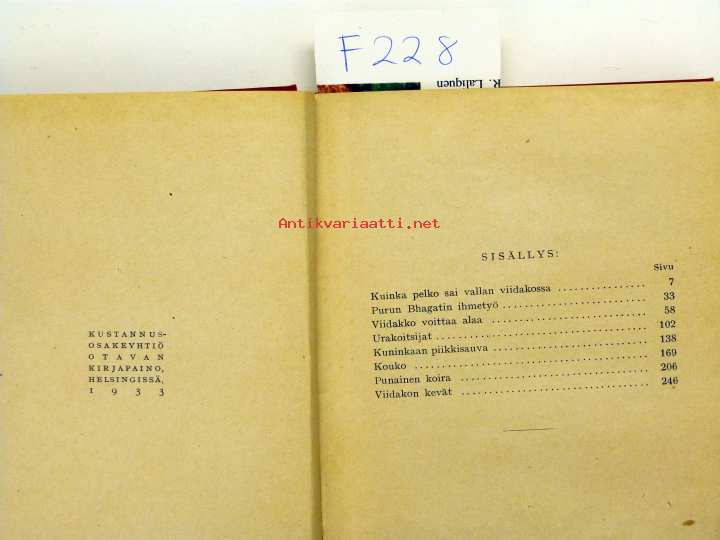 F228
R. Laliquen
Antikvariaatti.net
KUSTANNUS-
OSAKEYHTIÖ
OTAVAN
KIRJAPAINO,
HELSINGISSÄ,
1933
SISÄLLYS:
Sivu
Kuinka pelko sai vallan viidakossa ................ 7
Purun Bhagatin ihmetyö ......................... 33
Viidakko voittaa alaa ........................... 58
Urakoitsijat .................................... 102
Kuninkaan piikkisauva .......................... 138
Kouko ......................................... 169
Punainen koira ................................. 206
Viidakon kevät ................................. 246